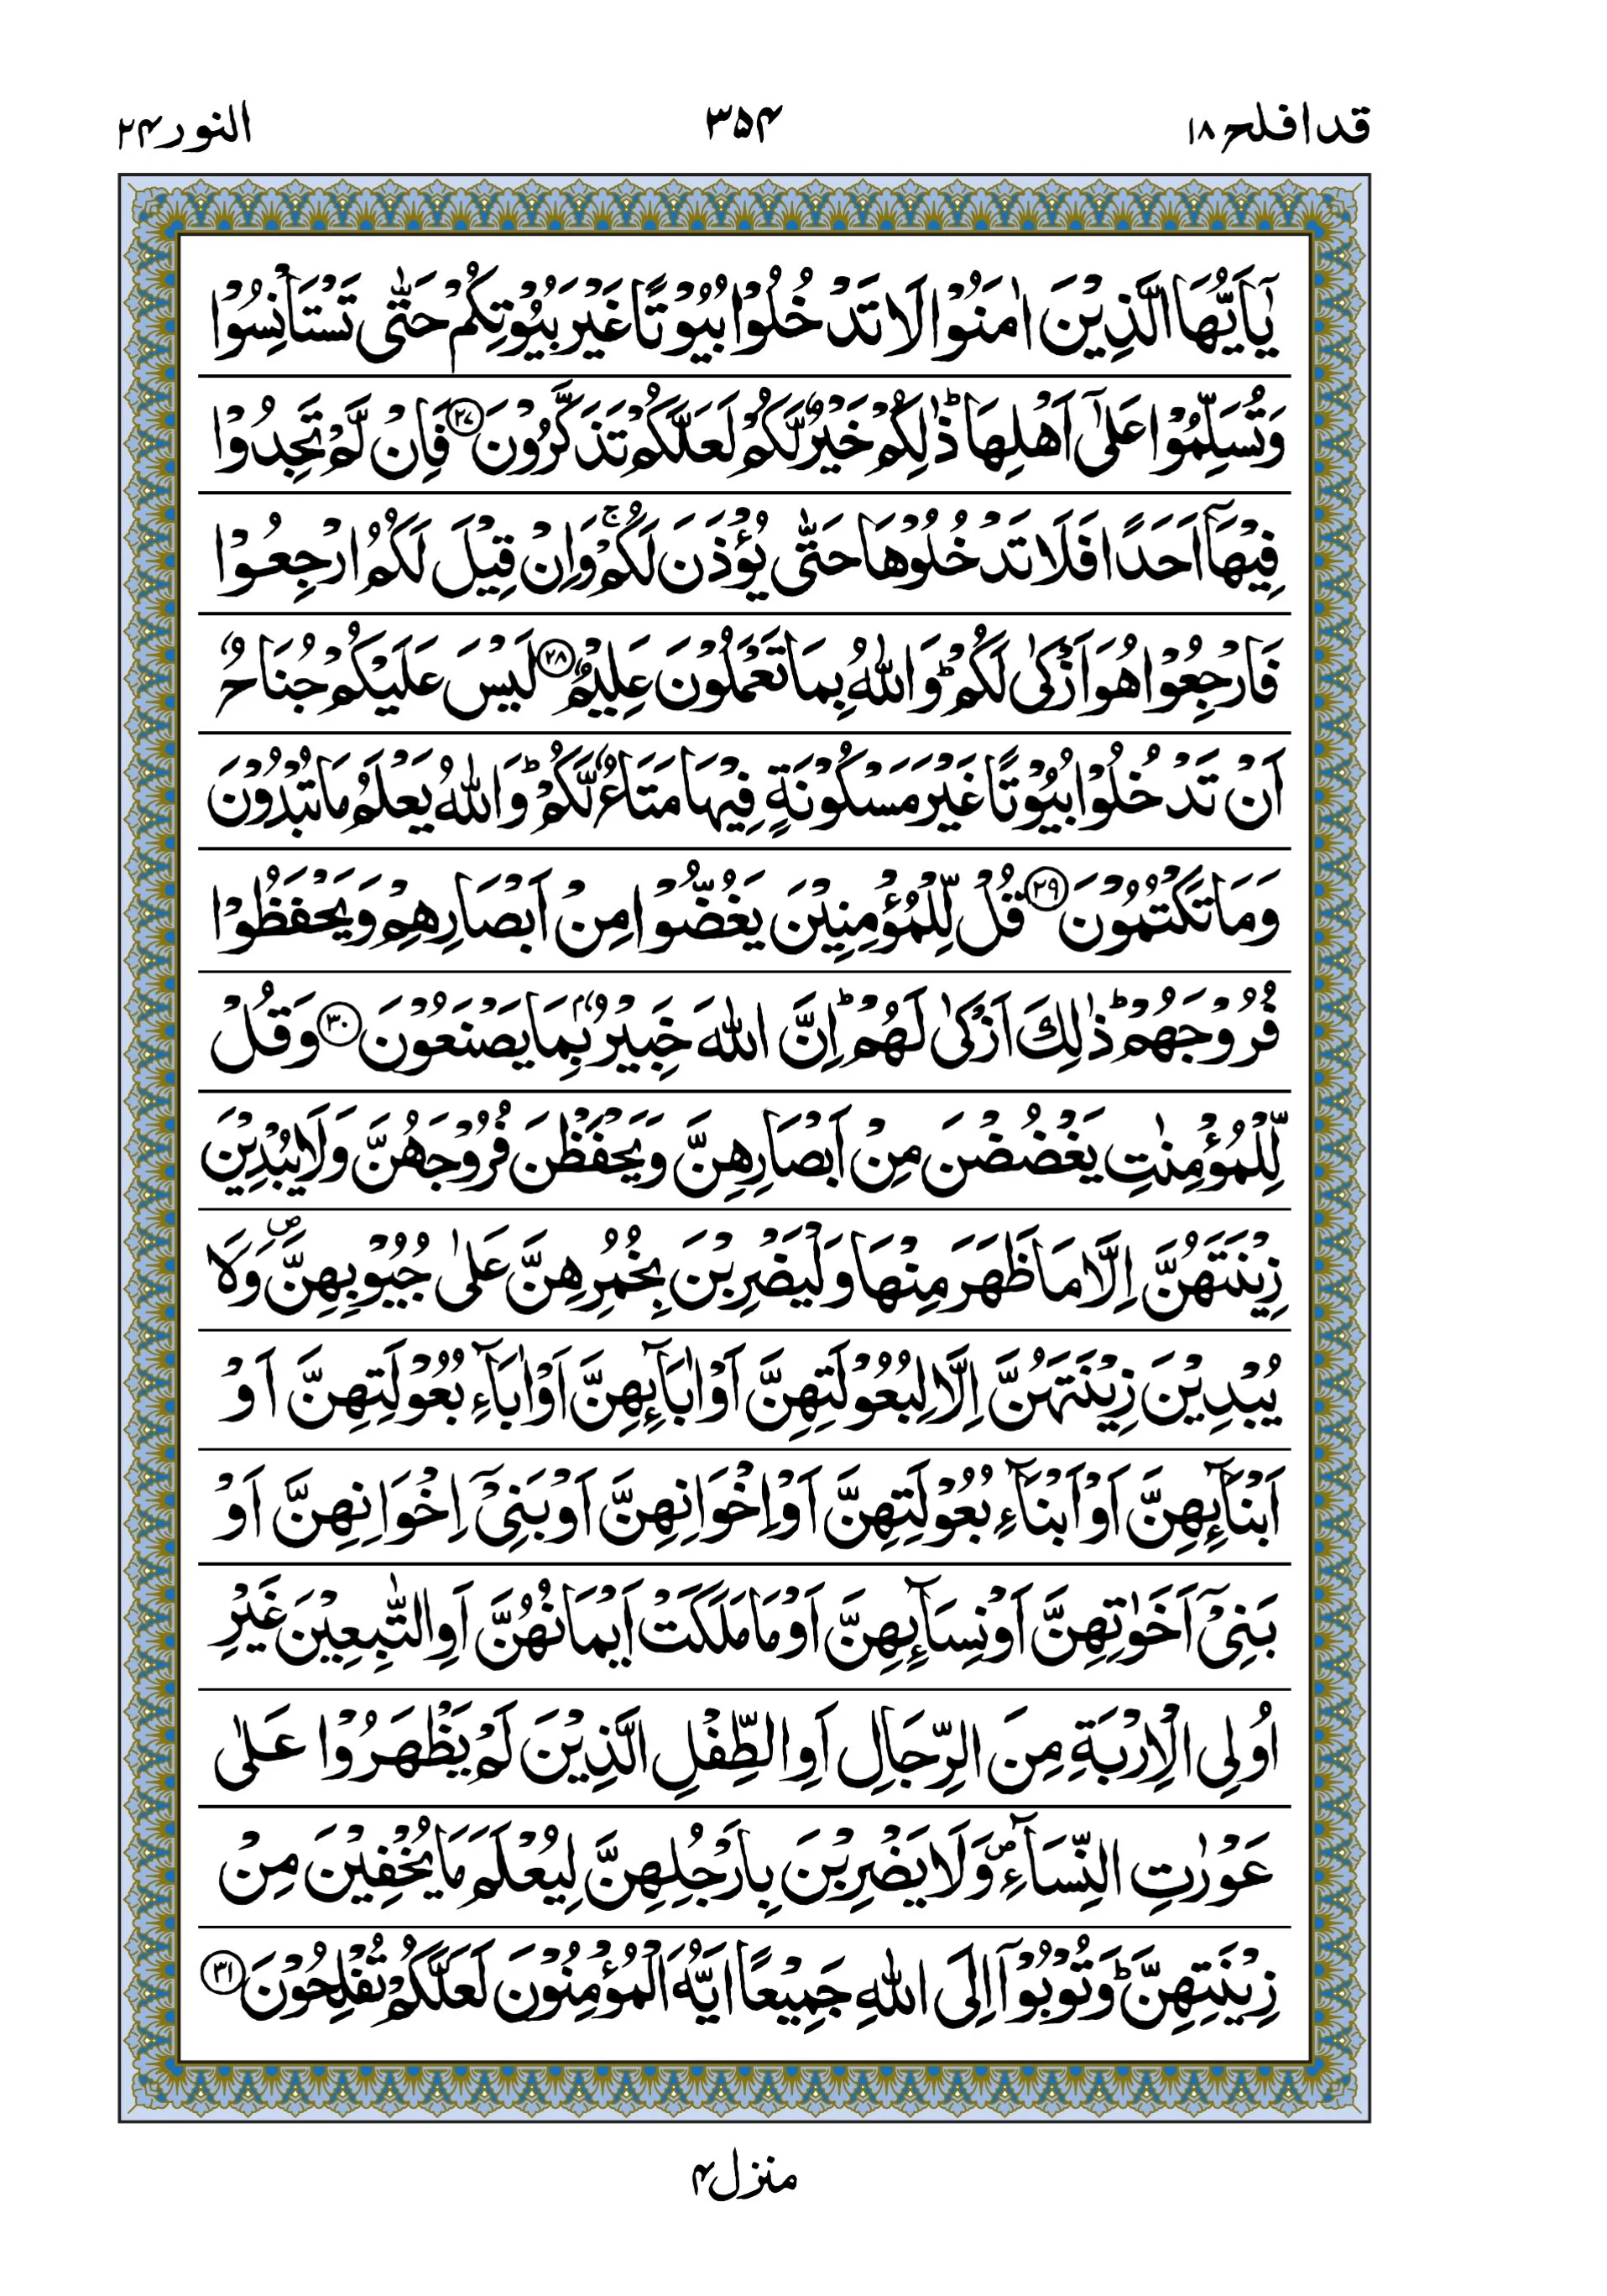 قد افلح ١٨
٣٥٤
النور ٢٤
يٰۤاَيُّهَا الَّذِيْنَ اٰمَنُوْا لَا تَدْخُلُوْا بُيُوْتًا غَيْرَ بُيُوْتِكُمْ حَتّٰى تَسْتَاْنِسُوْا
وَتُسَلِّمُوْا عَلٰۤى اَهْلِهَا ؕ ذٰلِكُمْ خَيْرٌ لَّكُمْ لَعَلَّكُمْ تَذَكَّرُوْنَ ﴿٢٧﴾ فَاِنْ لَّمْ تَجِدُوْا
فِيْهَاۤ اَحَدًا فَلَا تَدْخُلُوْهَا حَتّٰى يُؤْذَنَ لَكُمْ ۚ وَاِنْ قِيْلَ لَكُمُ ارْجِعُوْا
فَارْجِعُوْا هُوَ اَزْكٰى لَكُمْ ؕ وَاللّٰهُ بِمَا تَعْمَلُوْنَ عَلِيْمٌ ﴿٢٨﴾ لَيْسَ عَلَيْكُمْ جُنَاحٌ
اَنْ تَدْخُلُوْا بُيُوْتًا غَيْرَ مَسْكُوْنَةٍ فِيْهَا مَتَاعٌ لَّكُمْ ؕ وَاللّٰهُ يَعْلَمُ مَا تُبْدُوْنَ
وَمَا تَكْتُمُوْنَ ﴿٢٩﴾ قُلْ لِّلْمُؤْمِنِيْنَ يَغُضُّوْا مِنْ اَبْصَارِهِمْ وَيَحْفَظُوْا
فُرُوْجَهُمْ ؕ ذٰلِكَ اَزْكٰى لَهُمْ ؕ اِنَّ اللّٰهَ خَبِيْرٌۢ بِمَا يَصْنَعُوْنَ ﴿٣٠﴾ وَقُلْ
لِّلْمُؤْمِنٰتِ يَغْضُضْنَ مِنْ اَبْصَارِهِنَّ وَيَحْفَظْنَ فُرُوْجَهُنَّ وَلَا يُبْدِيْنَ
زِيْنَتَهُنَّ اِلَّا مَا ظَهَرَ مِنْهَا وَلْيَضْرِبْنَ بِخُمُرِهِنَّ عَلٰى جُيُوْبِهِنَّ ۪ وَلَا
يُبْدِيْنَ زِيْنَتَهُنَّ اِلَّا لِبُعُوْلَتِهِنَّ اَوْ اٰبَآئِهِنَّ اَوْ اٰبَآءِ بُعُوْلَتِهِنَّ اَوْ
اَبْنَآئِهِنَّ اَوْ اَبْنَآءِ بُعُوْلَتِهِنَّ اَوْ اِخْوَانِهِنَّ اَوْ بَنِيْۤ اِخْوَانِهِنَّ اَوْ
بَنِيْۤ اَخَوٰتِهِنَّ اَوْ نِسَآئِهِنَّ اَوْ مَا مَلَكَتْ اَيْمَانُهُنَّ اَوِ التّٰبِعِيْنَ غَيْرِ
اُولِي الْاِرْبَةِ مِنَ الرِّجَالِ اَوِ الطِّفْلِ الَّذِيْنَ لَمْ يَظْهَرُوْا عَلٰى
عَوْرٰتِ النِّسَآءِ ۪ وَلَا يَضْرِبْنَ بِاَرْجُلِهِنَّ لِيُعْلَمَ مَا يُخْفِيْنَ مِنْ
زِيْنَتِهِنَّ ؕ وَتُوْبُوْۤا اِلَى اللّٰهِ جَمِيْعًا اَيُّهَ الْمُؤْمِنُوْنَ لَعَلَّكُمْ تُفْلِحُوْنَ ﴿٣١﴾
منزل ٤